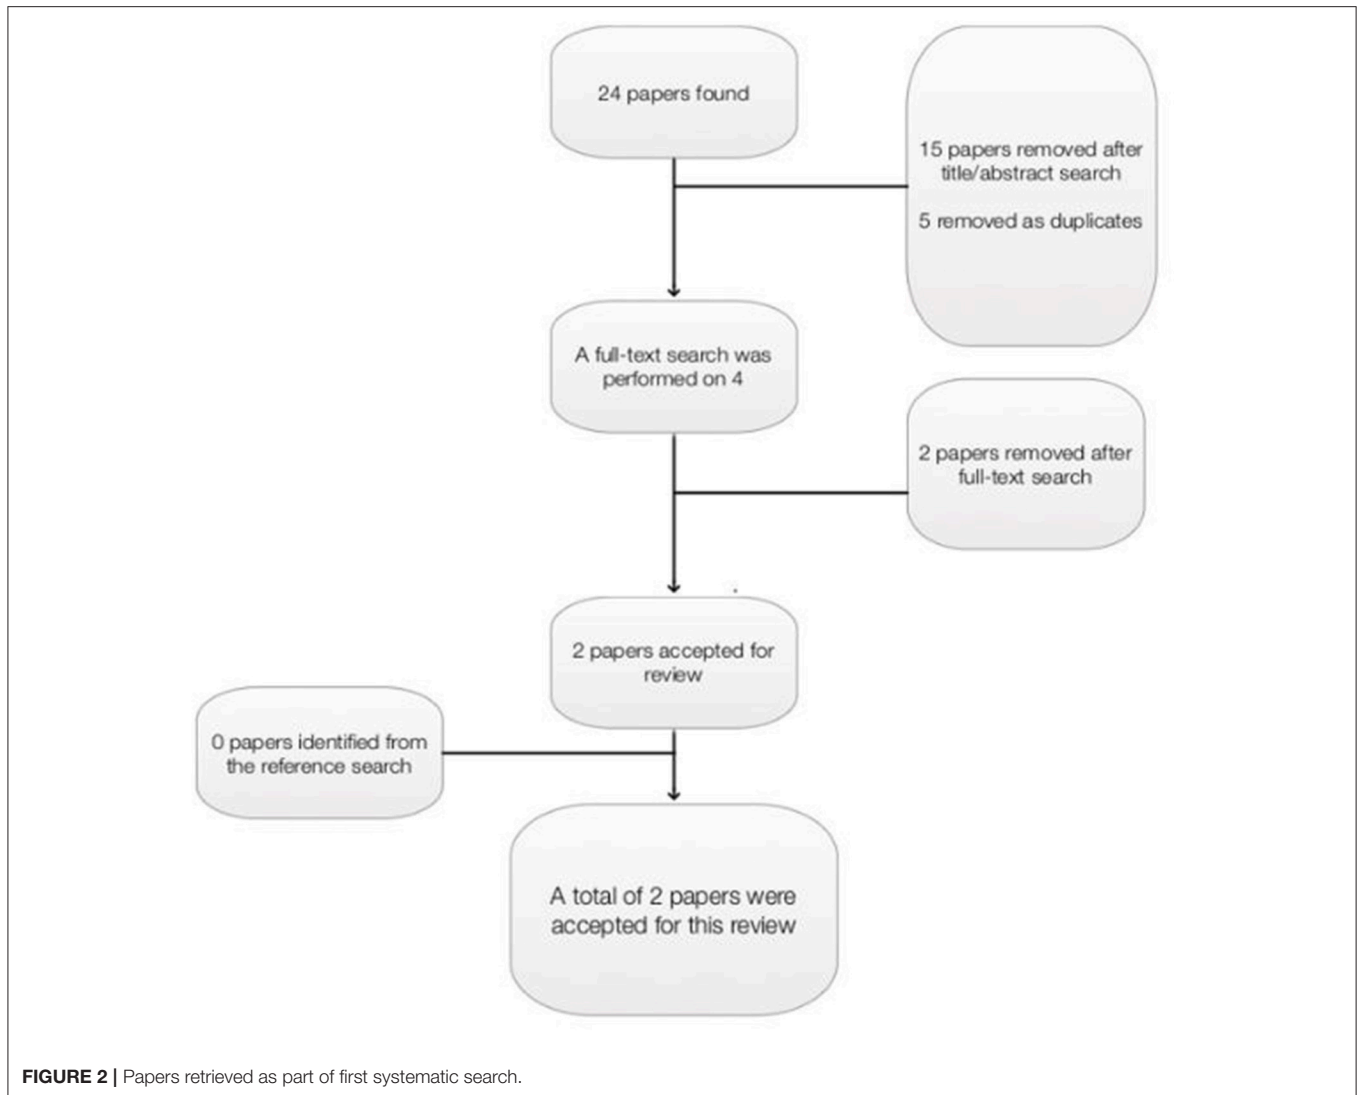 24 papers found
15 papers removed after
title/abstract search
5 removed as duplicates
A full-text search was
performed on 4
2 papers removed after
full-text search
2 papers accepted for
review
0 papers identified from
the reference search
A total of 2 papers were
accepted for this review
FIGURE 2 | Papers retrieved as part of first systematic search.